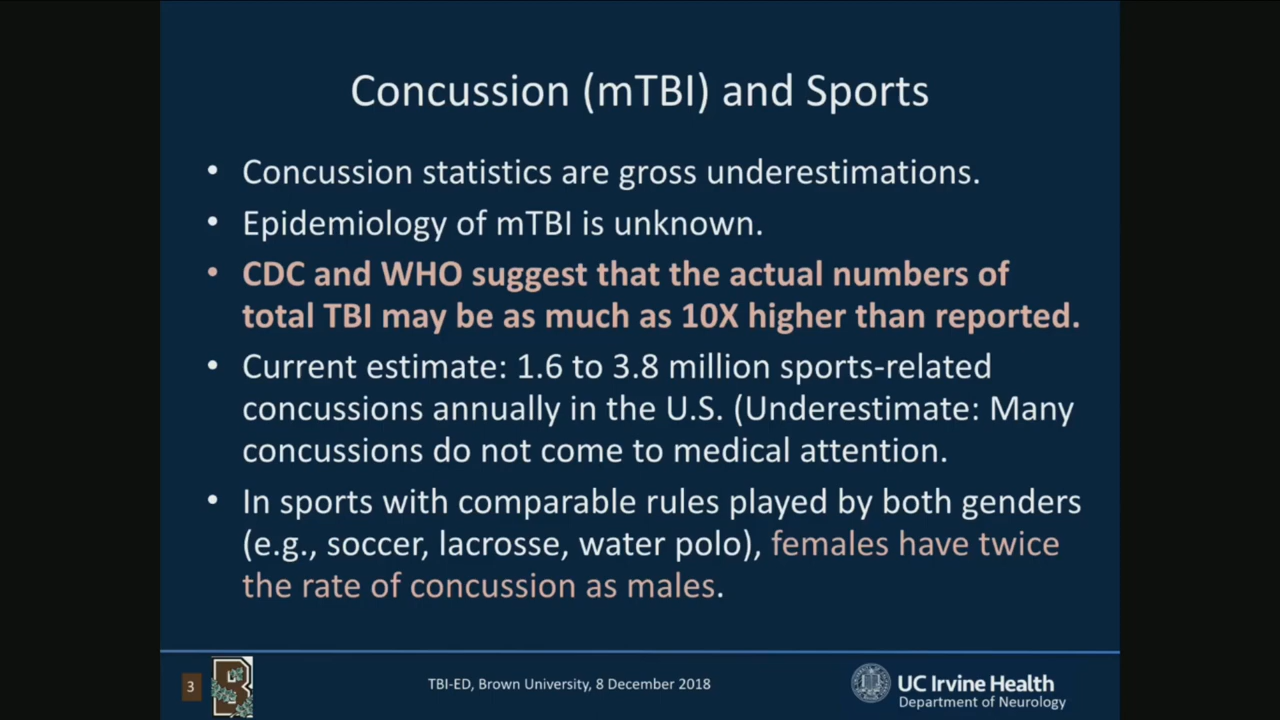 Concussion (mTBI) and Sports
• Concussion statistics are gross underestimations.
• Epidemiology of mTBI is unknown.
• CDC and WHO suggest that the actual numbers of
total TBI may be as much as 10X higher than reported.
• Current estimate: 1.6 to 3.8 million sports-related
concussions annually in the U.S. (Underestimate: Many
concussions do not come to medical attention.
• In sports with comparable rules played by both genders
(e.g., soccer, lacrosse, water polo), females have twice
the rate of concussion as males.
3
B
TBI-ED, Brown University, 8 December 2018
UC Irvine Health
Department of Neurology